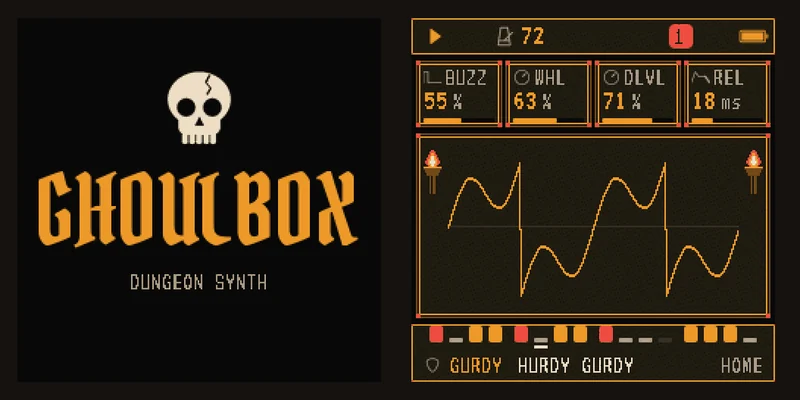 GHOULBOX
DUNGEON SYNTH
72 1
BUZZ WHL DLVL REL
55 % 63 % 71 % 18 ms
GURDY HURDY GURDY HOME